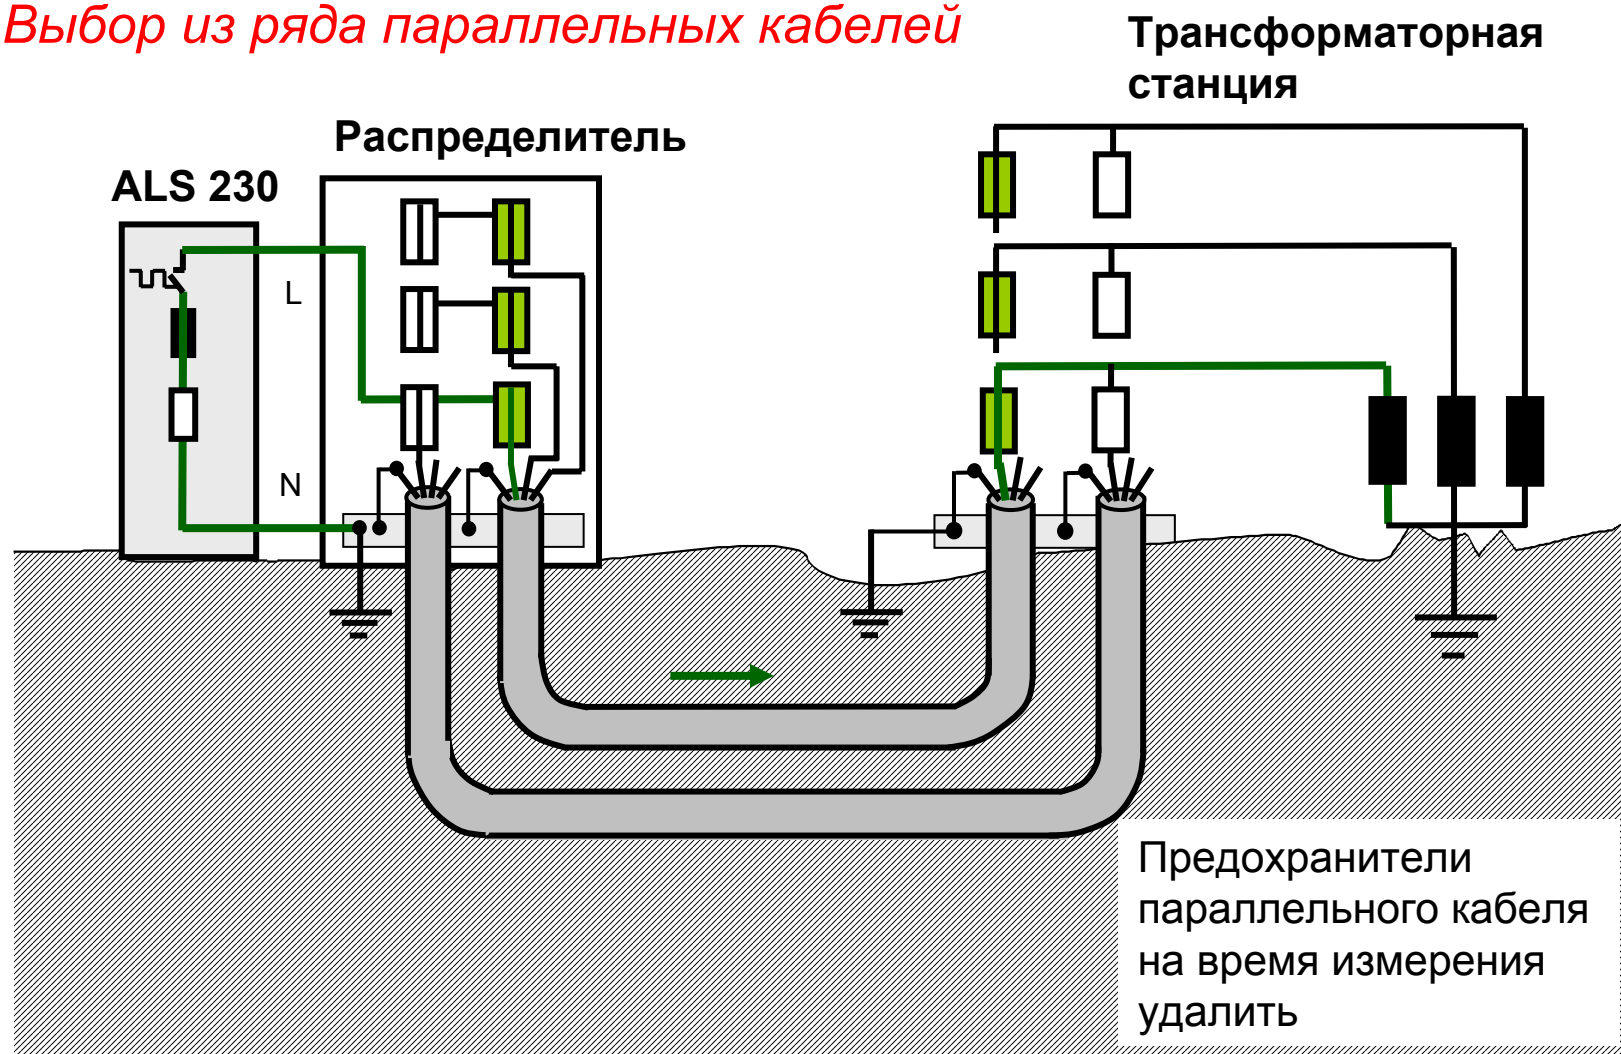 Выбор из ряда параллельных кабелей
Трансформаторная
станция
Распределитель
ALS 230
L
N
Предохранители
параллельного кабеля
на время измерения
удалить